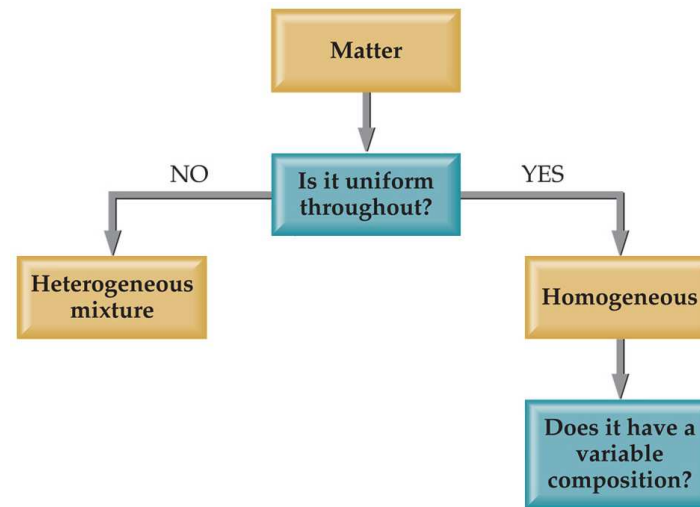 Matter
NO
Is it uniform
throughout?
YES
Heterogeneous
mixture
Homogeneous
Does it have a
variable
composition?